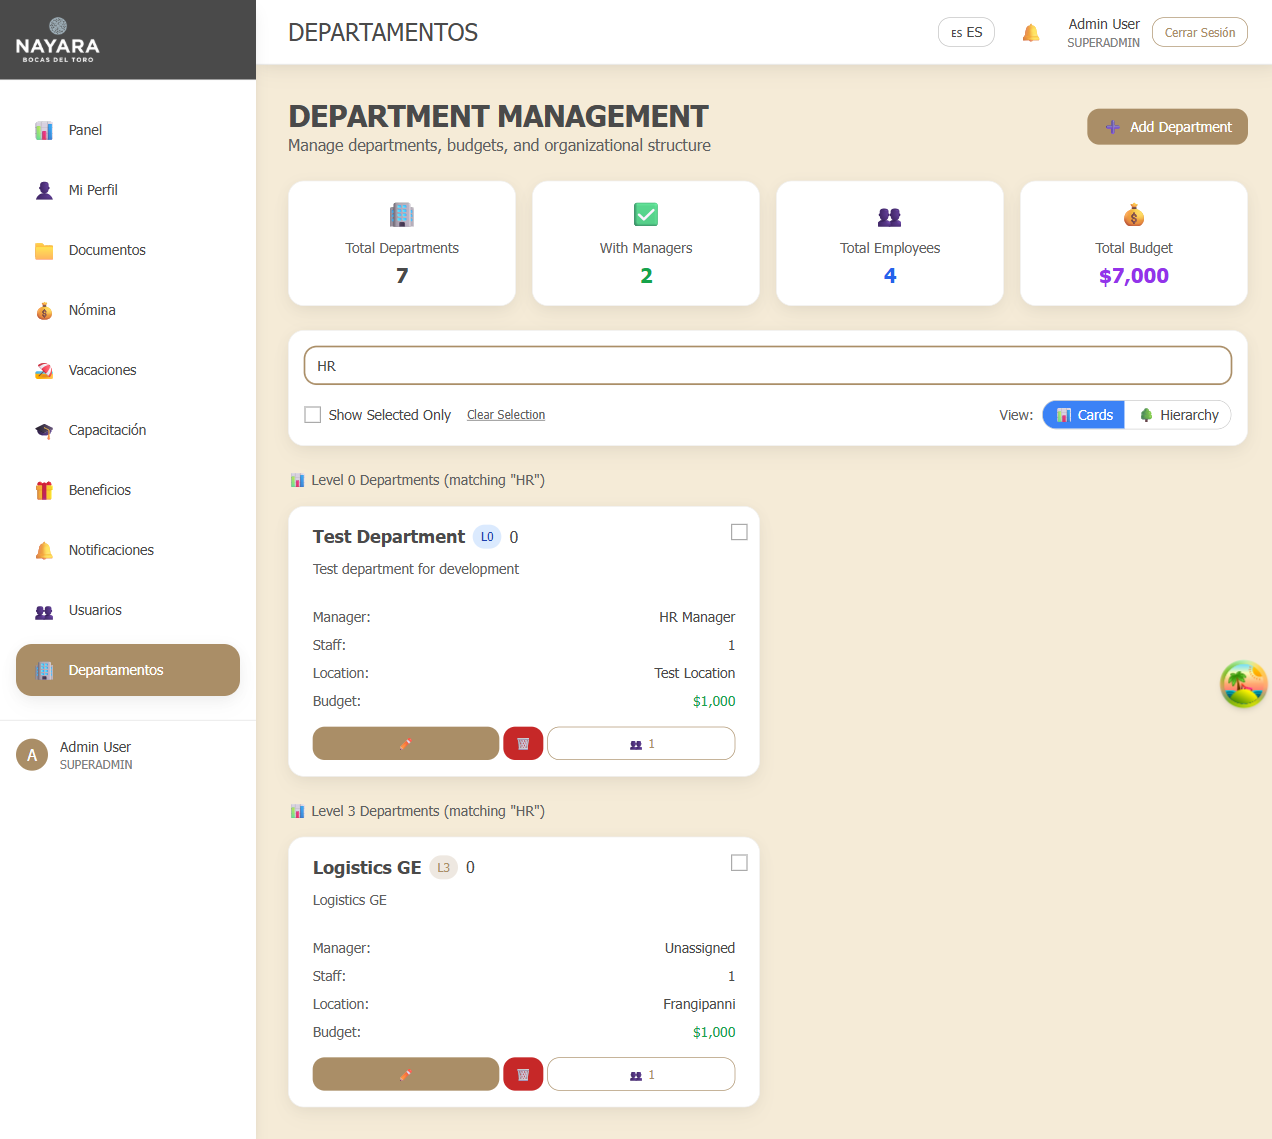 NAYARA
BOCAS DEL TORO
Panel
Mi Perfil
Documentos
Nómina
Vacaciones
Capacitación
Beneficios
Notificaciones
Usuarios
Departamentos
A
Admin User
SUPERADMIN
DEPARTAMENTOS
ES ES
Admin User
SUPERADMIN
Cerrar Sesión
DEPARTMENT MANAGEMENT
Manage departments, budgets, and organizational structure
Add Department
Total Departments
7
With Managers
2
Total Employees
4
Total Budget
$7,000
HR
Show Selected Only
Clear Selection
View:
Cards
Hierarchy
Level 0 Departments (matching "HR")
Test Department L0 0
Test department for development
Manager: HR Manager
Staff: 1
Location: Test Location
Budget: $1,000
1
Level 3 Departments (matching "HR")
Logistics GE L3 0
Logistics GE
Manager: Unassigned
Staff: 1
Location: Frangipanni
Budget: $1,000
1